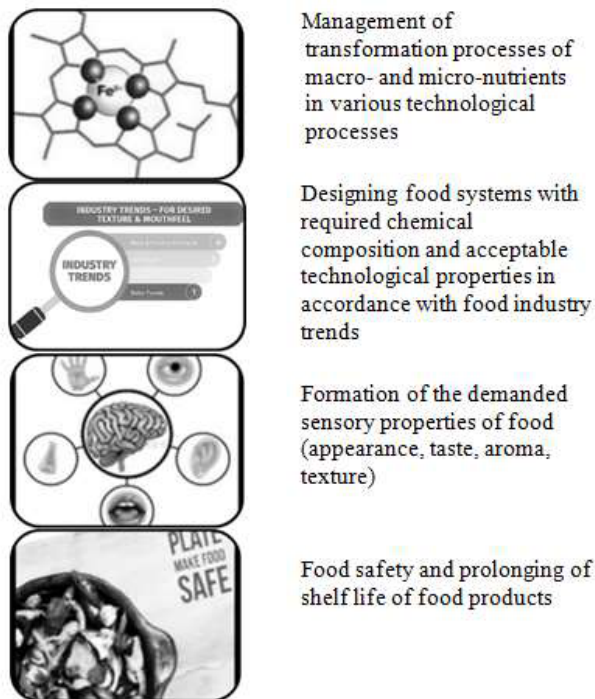 Management of
transformation processes of
macro- and micro-nutrients
in various technological
processes
Fe²⁺
Designing food systems with
required chemical
composition and acceptable
technological properties in
accordance with food industry
trends
INDUSTRY TRENDS – FOR DESIRED
TEXTURE & MOUTHFEEL
INDUSTRY
TRENDS
Formation of the demanded
sensory properties of food
(appearance, taste, aroma,
texture)
PLATE
MAKE FOOD
SAFE
Food safety and prolonging of
shelf life of food products